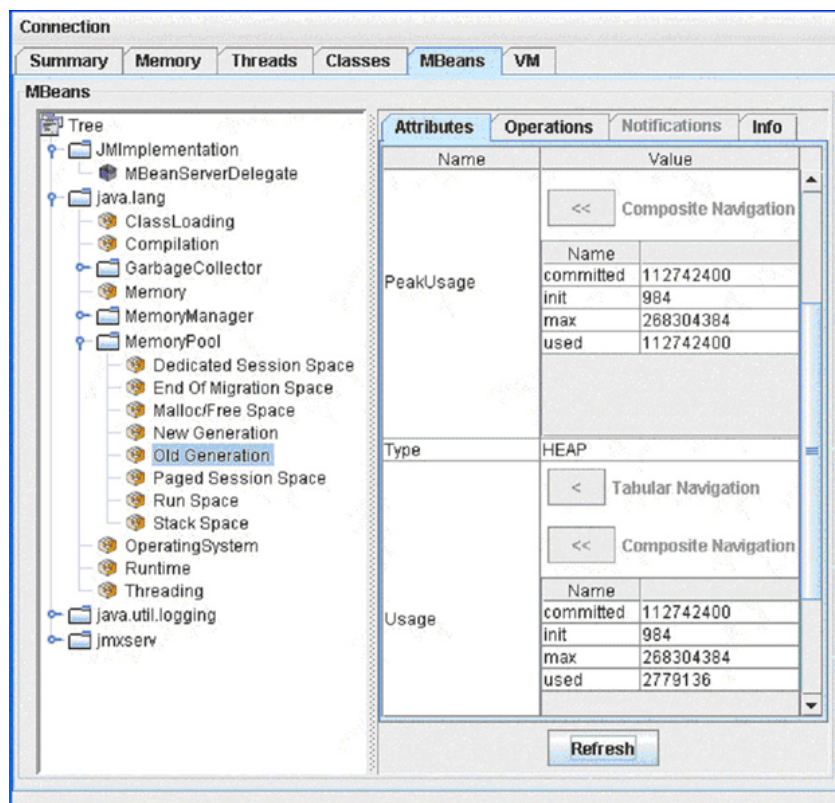 Connection
Summary Memory Threads Classes MBeans VM
MBeans
Tree
JMImplementation
MBeanServerDelegate
java.lang
ClassLoading
Compilation
GarbageCollector
Memory
MemoryManager
MemoryPool
Dedicated Session Space
End Of Migration Space
Malloc/Free Space
New Generation
Old Generation
Paged Session Space
Run Space
Stack Space
OperatingSystem
Runtime
Threading
java.util.logging
jmxserv
Attributes Operations Notifications Info
Name Value
<< Composite Navigation
PeakUsage
Name
committed 112742400
init 984
max 268304384
used 112742400
Type HEAP
< Tabular Navigation
<< Composite Navigation
Usage
Name
committed 112742400
init 984
max 268304384
used 2779136
Refresh